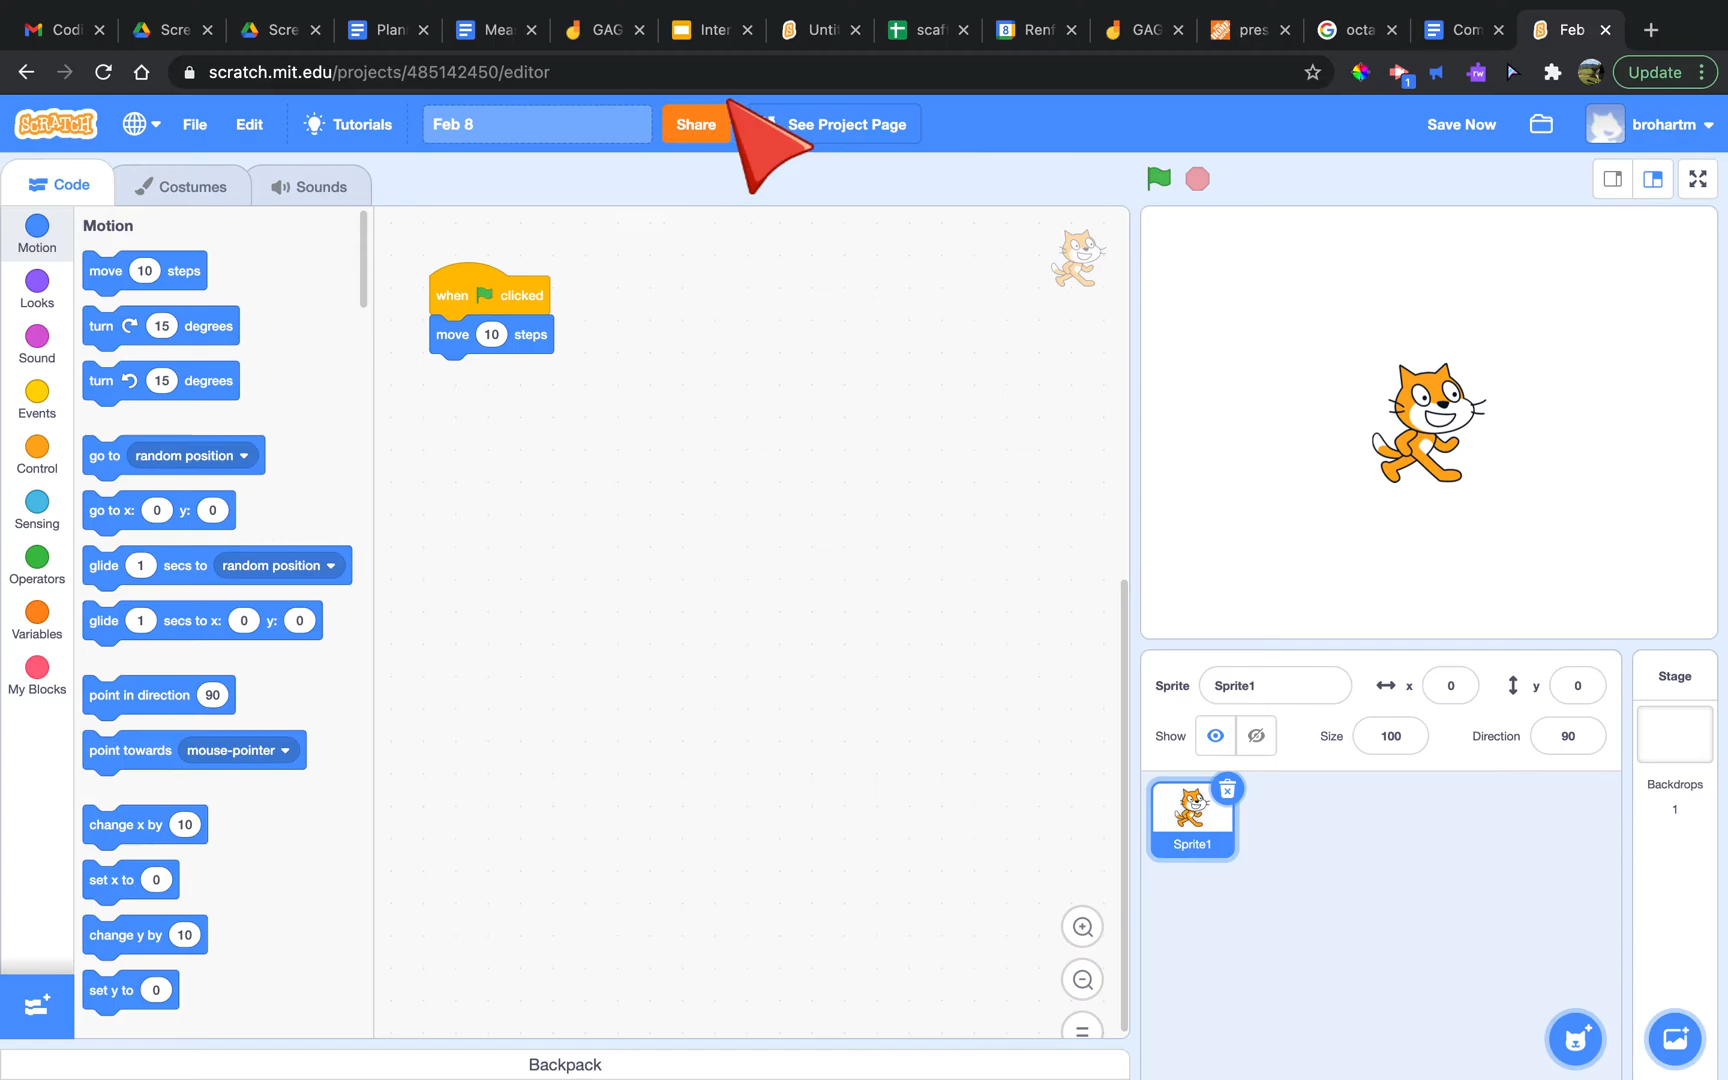 Codi
Scre
Scre
Plan
Mea
GAG
Inter
Unti
scaff
Renf
GAG
pres
octa
Com
Feb
scratch.mit.edu/projects/485142450/editor
1
rw
Update
SCRATCH
File
Edit
Tutorials
Feb 8
Share
See Project Page
Save Now
brohartm
Code
Costumes
Sounds
Motion
Looks
Sound
Events
Control
Sensing
Operators
Variables
My Blocks
Motion
move 10 steps
turn 15 degrees
turn 15 degrees
go to random position
go to x: 0 y: 0
glide 1 secs to random position
glide 1 secs to x: 0 y: 0
point in direction 90
point towards mouse-pointer
change x by 10
set x to 0
change y by 10
set y to 0
when clicked
move 10 steps
Backpack
Sprite Sprite1 x 0 y 0
Show Size 100 Direction 90
Sprite1
Stage
Backdrops
1